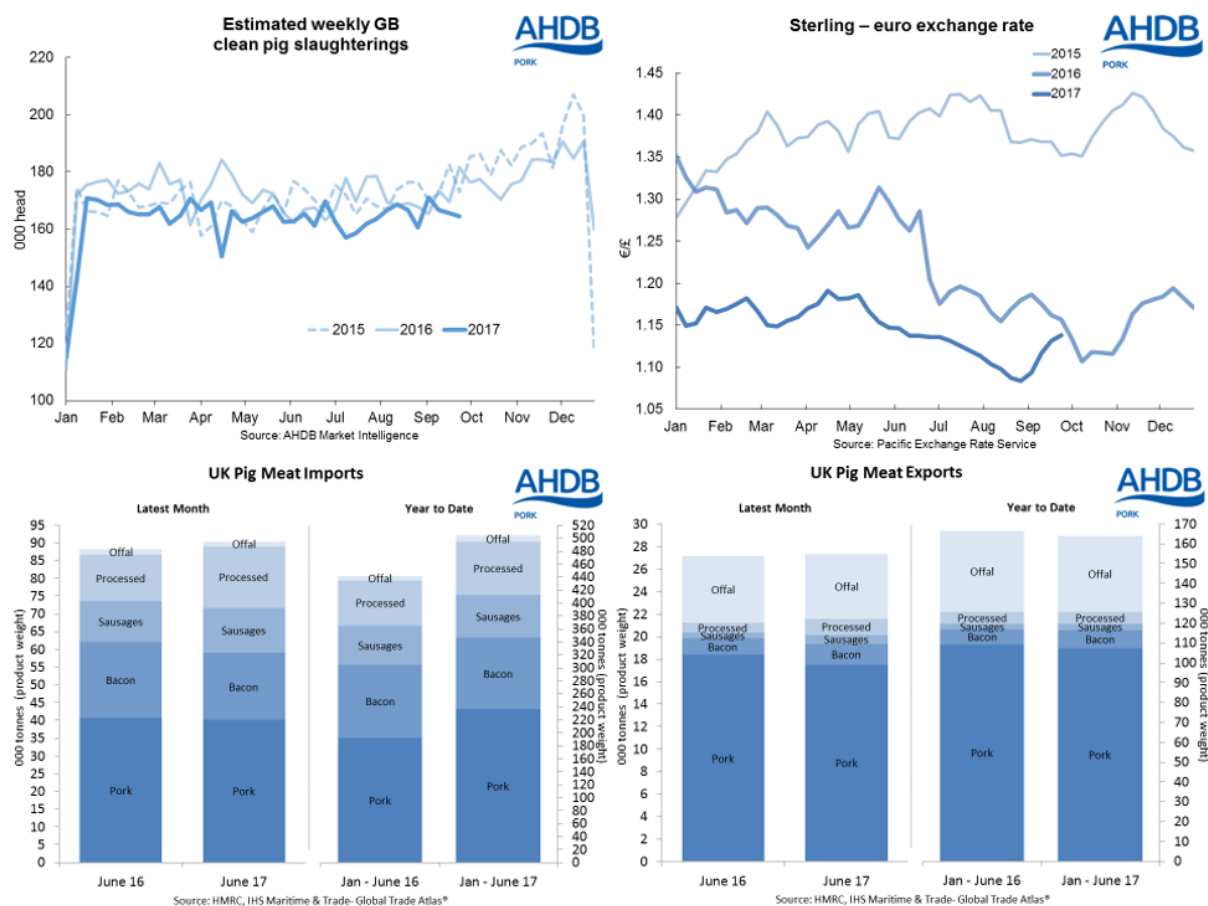 Estimated weekly GB
clean pig slaughterings
AHDB
PORK
000 head
220
200
180
160
140
120
100
2015
2016
2017
Jan
Feb
Mar
Apr
May
Jun
Jul
Aug
Sep
Oct
Nov
Dec
Source: AHDB Market Intelligence
Sterling – euro exchange rate
AHDB
PORK
2015
2016
2017
€/£
1.45
1.40
1.35
1.30
1.25
1.20
1.15
1.10
1.05
Jan
Feb
Mar
Apr
May
Jun
Jul
Aug
Sep
Oct
Nov
Dec
Source: Pacific Exchange Rate Service
UK Pig Meat Imports
AHDB
PORK
Latest Month
Year to Date
000 tonnes (product weight)
95
90
85
80
75
70
65
60
55
50
45
40
35
30
25
20
15
10
5
0
Offal
Processed
Sausages
Bacon
Pork
Offal
Processed
Sausages
Bacon
Pork
Offal
Processed
Sausages
Bacon
Pork
Offal
Processed
Sausages
Bacon
Pork
520
500
480
460
440
420
400
380
360
340
320
300
280
260
240
220
200
180
160
140
120
100
80
60
40
20
0
000 tonnes (product weight)
June 16
June 17
Jan - June 16
Jan - June 17
Source: HMRC, IHS Maritime & Trade- Global Trade Atlas®
UK Pig Meat Exports
AHDB
PORK
Latest Month
Year to Date
000 tonnes (product weight)
30
28
26
24
22
20
18
16
14
12
10
8
6
4
2
0
Offal
Processed
Sausages
Bacon
Pork
Offal
Processed
Sausages
Bacon
Pork
Offal
Processed
Sausages
Bacon
Pork
Offal
Processed
Sausages
Bacon
Pork
170
160
150
140
130
120
110
100
90
80
70
60
50
40
30
20
10
0
000 tonnes (product weight)
June 16
June 17
Jan - June 16
Jan - June 17
Source: HMRC, IHS Maritime & Trade- Global Trade Atlas®